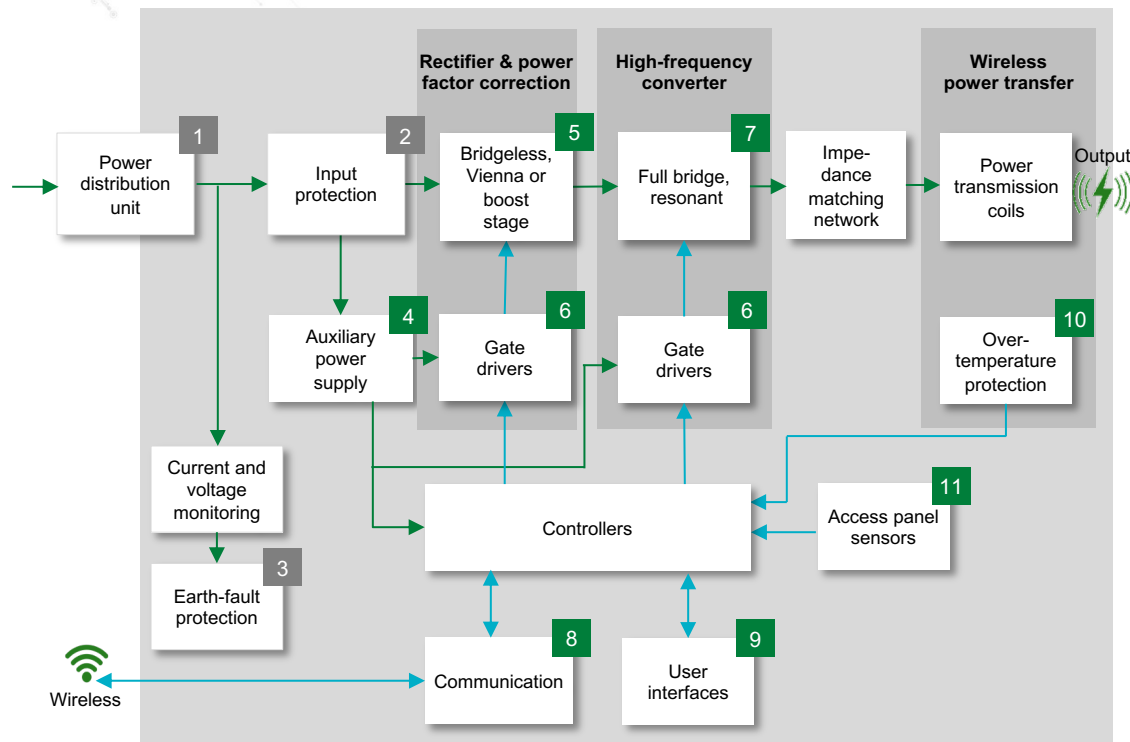 Rectifier & power
factor correction
High-frequency
converter
Wireless
power transfer
1
Power
distribution
unit
2
Input
protection
5
Bridgeless,
Vienna or
boost
stage
7
Full bridge,
resonant
Impe-
dance
matching
network
Power
transmission
coils
Output
4
Auxiliary
power
supply
6
Gate
drivers
6
Gate
drivers
10
Over-
temperature
protection
Current and
voltage
monitoring
Controllers
11
Access panel
sensors
3
Earth-fault
protection
8
Communication
9
User
interfaces
Wireless